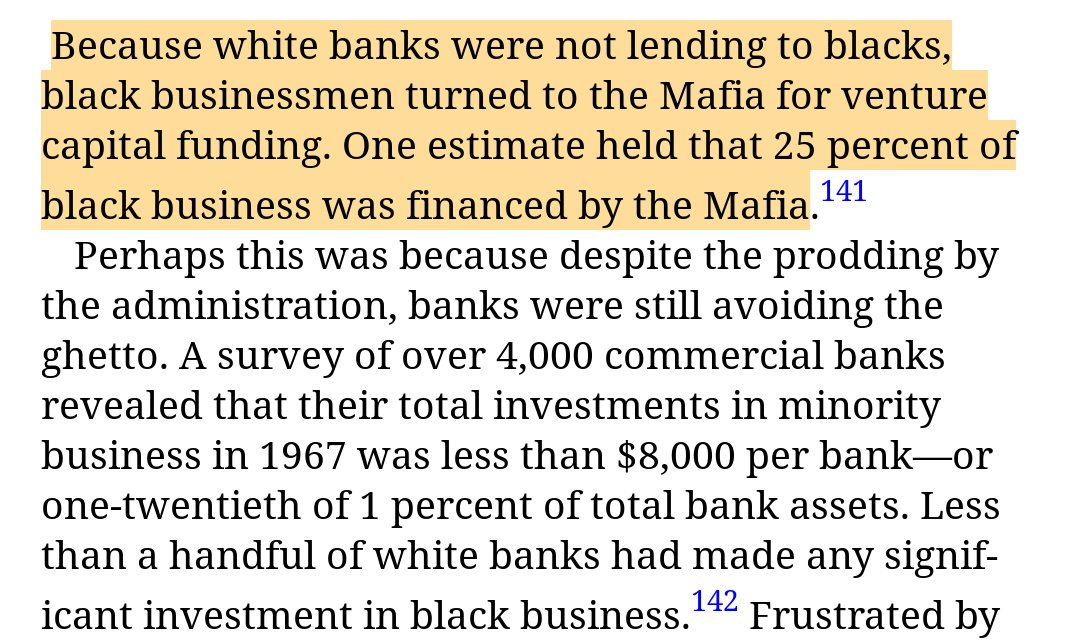 Because white banks were not lending to blacks,
black businessmen turned to the Mafia for venture
capital funding. One estimate held that 25 percent of
black business was financed by the Mafia.141
Perhaps this was because despite the prodding by
the administration, banks were still avoiding the
ghetto. A survey of over 4,000 commercial banks
revealed that their total investments in minority
business in 1967 was less than $8,000 per bank—or
one-twentieth of 1 percent of total bank assets. Less
than a handful of white banks had made any signif-
icant investment in black business.142 Frustrated by